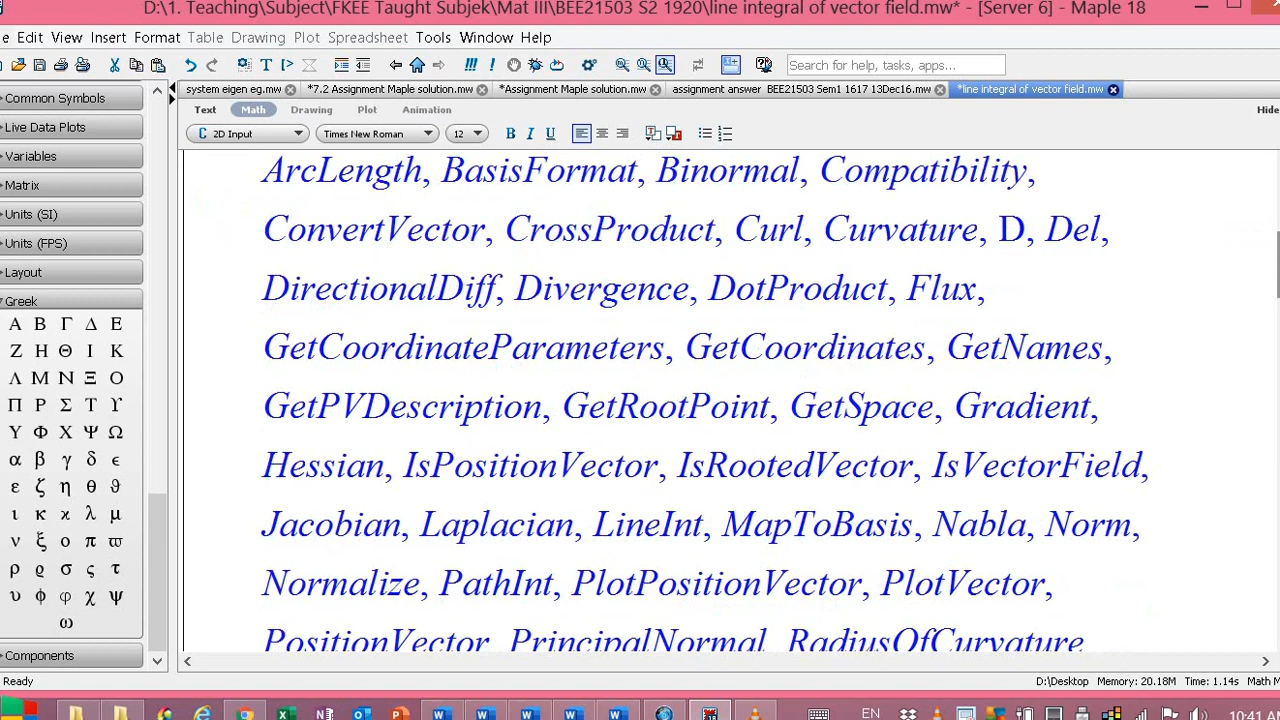 D:\1. Teaching\Subject\FKEE Taught Subjek\Mat III\BEE21503 S2 1920\line integral of vector field.mw* - [Server 6] - Maple 18
e Edit View Insert Format Table Drawing Plot Spreadsheet Tools Window Help
Search for help, tasks, apps...
system eigen eg.mw *7.2 Assignment Maple solution.mw *Assignment Maple solution.mw assignment answer BEE21503 Sem1 1617 13Dec16.mw *line integral of vector field.mw
Text Math Drawing Plot Animation Hide
C 2D Input Times New Roman 12 B I U
Common Symbols
Live Data Plots
Variables
Matrix
Units (SI)
Units (FPS)
Layout
Greek
Α Β Γ Δ Ε
Ζ Η Θ Ι Κ
Λ Μ Ν Ξ Ο
Π Ρ Σ Τ Υ
Υ Φ Χ Ψ Ω
α β γ δ ϵ
ε ζ η θ ϑ
ι κ ϰ λ μ
ν ξ ο π ϖ
ρ ϱ σ ς τ
υ ϕ φ χ ψ
ω
Components
ArcLength, BasisFormat, Binormal, Compatibility,
ConvertVector, CrossProduct, Curl, Curvature, D, Del,
DirectionalDiff, Divergence, DotProduct, Flux,
GetCoordinateParameters, GetCoordinates, GetNames,
GetPVDescription, GetRootPoint, GetSpace, Gradient,
Hessian, IsPositionVector, IsRootedVector, IsVectorField,
Jacobian, Laplacian, LineInt, MapToBasis, Nabla, Norm,
Normalize, PathInt, PlotPositionVector, PlotVector,
PositionVector, PrincipalNormal, RadiusOfCurvature
Ready D:\Desktop Memory: 20.18M Time: 1.14s Math M
EN 10:41 A